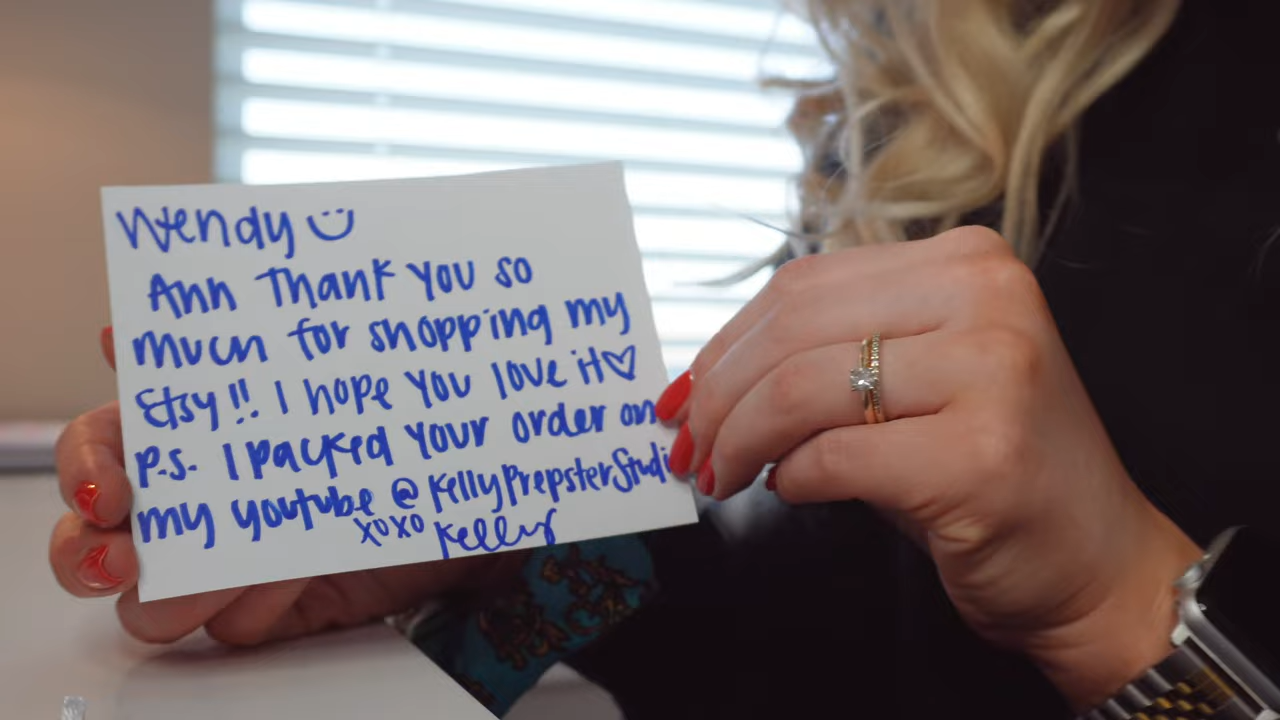 Wendy
Ann Thank you so
much for shopping my
Etsy!!. I hope you love it♡
P.S. I packed your order on
my youtube @KellyPrepsterStudi
xoxo Kelly